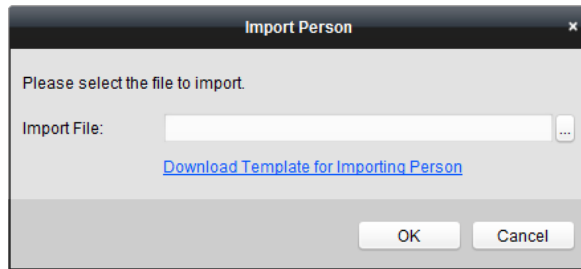 Import Person ×
Please select the file to import.
Import File: ...
Download Template for Importing Person
OK Cancel